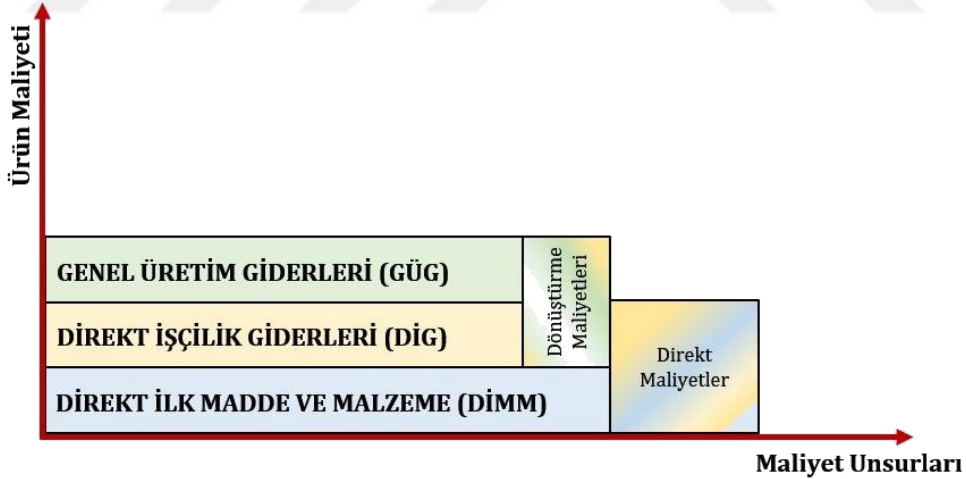 Ürün Maliyeti
GENEL ÜRETİM GİDERLERİ (GÜG)
DİREKT İŞÇİLİK GİDERLERİ (DİG)
DİREKT İLK MADDE VE MALZEME (DİMM)
Dönüştürme
Maliyetleri
Direkt
Maliyetler
Maliyet Unsurları